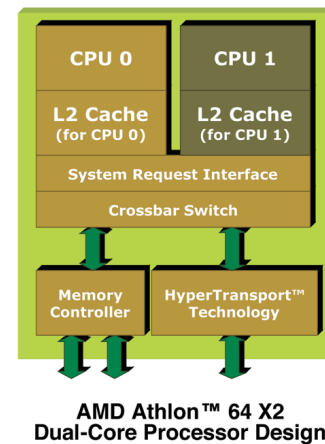 CPU 0
CPU 1
L2 Cache
(for CPU 0)
L2 Cache
(for CPU 1)
System Request Interface
Crossbar Switch
Memory
Controller
HyperTransport™
Technology
AMD Athlon™ 64 X2
Dual-Core Processor Design